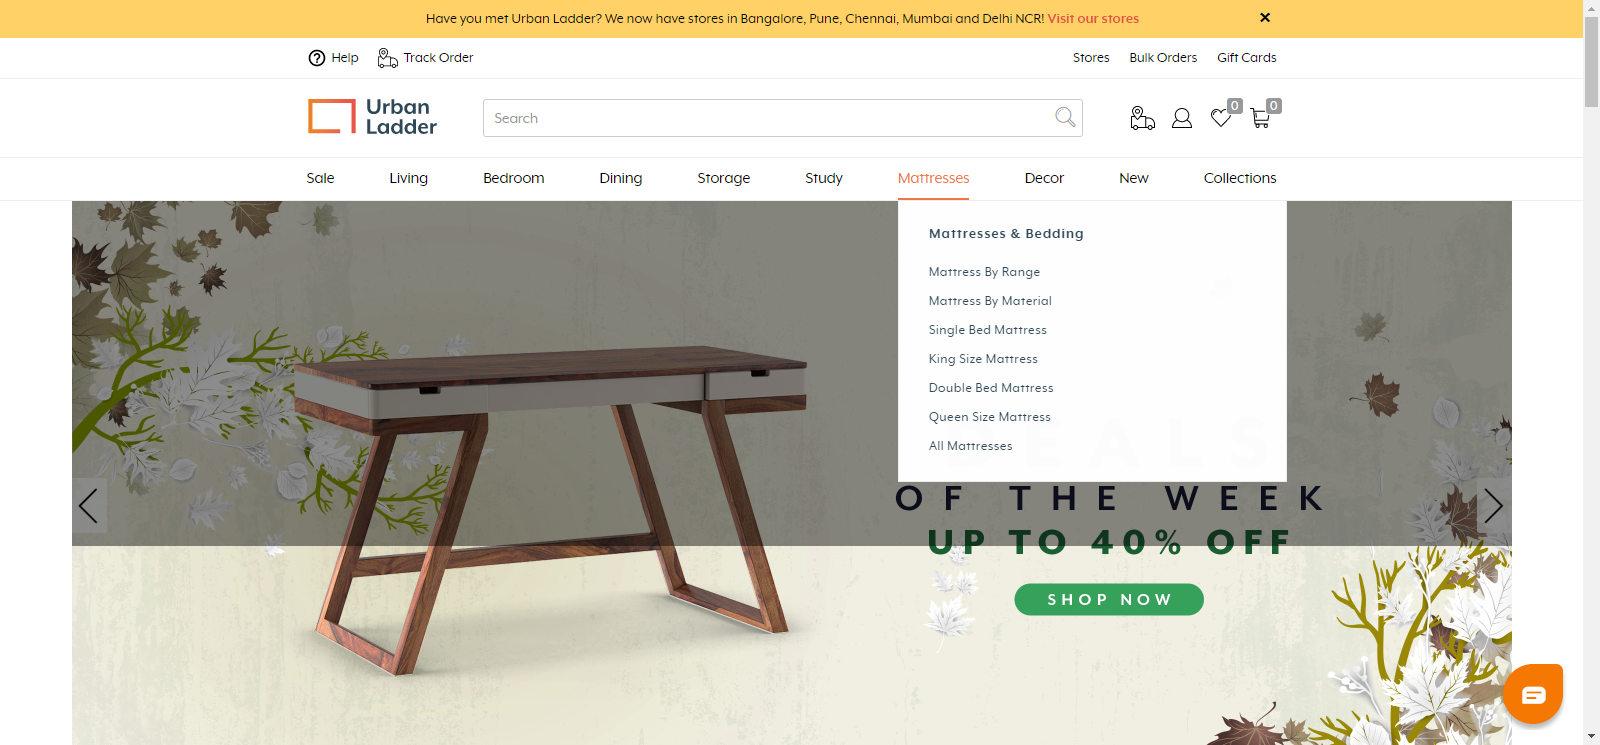 Have you met Urban Ladder? We now have stores in Bangalore, Pune, Chennai, Mumbai and Delhi NCR! Visit our stores
Help
Track Order
Stores
Bulk Orders
Gift Cards
Urban
Ladder
Search
0
0
Sale
Living
Bedroom
Dining
Storage
Study
Mattresses
Decor
New
Collections
Mattresses & Bedding
Mattress By Range
Mattress By Material
Single Bed Mattress
King Size Mattress
Double Bed Mattress
Queen Size Mattress
All Mattresses
DEALS
OF THE WEEK
UP TO 40% OFF
SHOP NOW